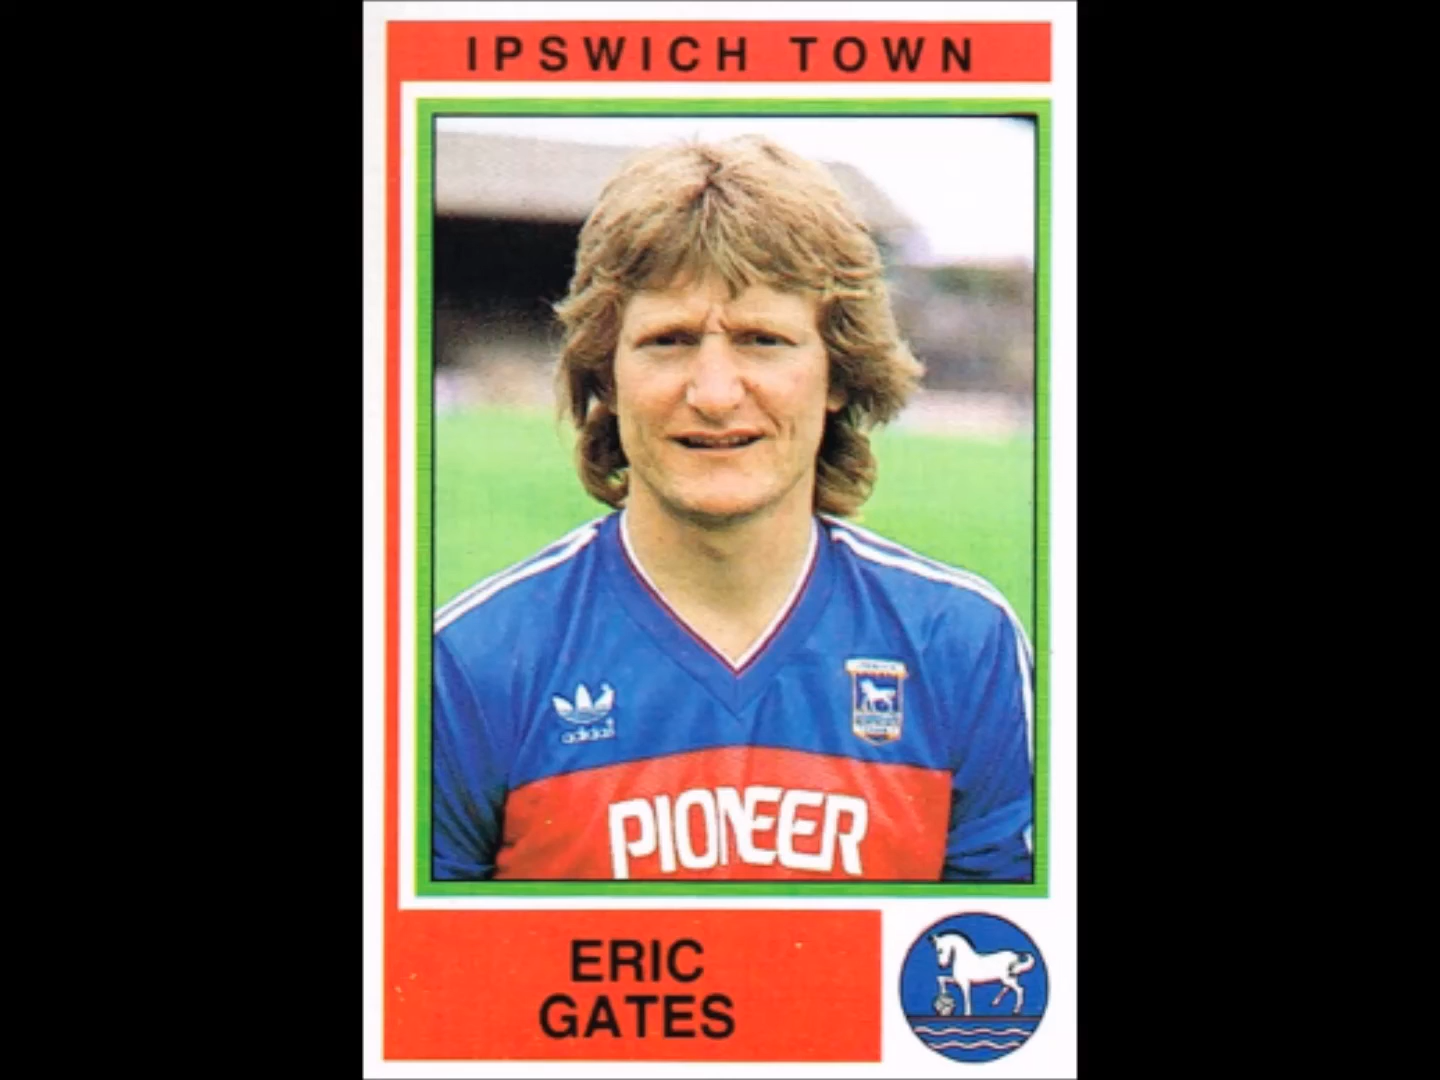 IPSWICH TOWN
adidas
PIONEER
ERIC
GATES